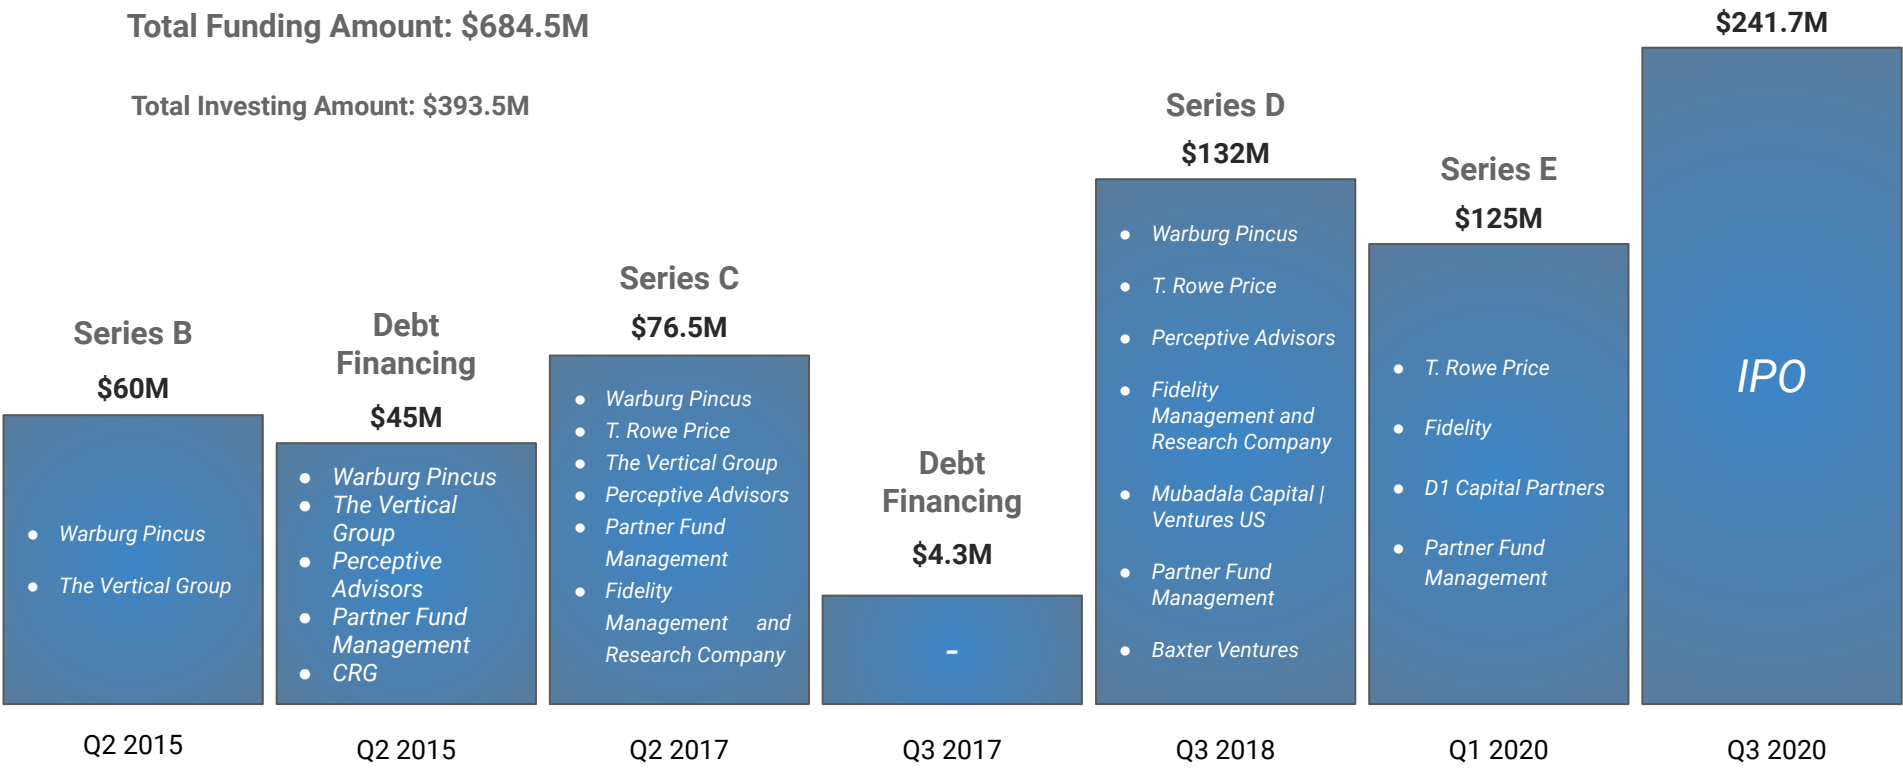 Total Funding Amount: $684.5M
Total Investing Amount: $393.5M
Series B
$60M
● Warburg Pincus
● The Vertical Group
Q2 2015
Debt
Financing
$45M
● Warburg Pincus
● The Vertical
Group
● Perceptive
Advisors
● Partner Fund
Management
● CRG
Q2 2015
Series C
$76.5M
● Warburg Pincus
● T. Rowe Price
● The Vertical Group
● Perceptive Advisors
● Partner Fund
Management
● Fidelity
Management and
Research Company
Q2 2017
Debt
Financing
$4.3M
-
Q3 2017
Series D
$132M
● Warburg Pincus
● T. Rowe Price
● Perceptive Advisors
● Fidelity
Management and
Research Company
● Mubadala Capital |
Ventures US
● Partner Fund
Management
● Baxter Ventures
Q3 2018
Series E
$125M
● T. Rowe Price
● Fidelity
● D1 Capital Partners
● Partner Fund
Management
Q1 2020
$241.7M
IPO
Q3 2020